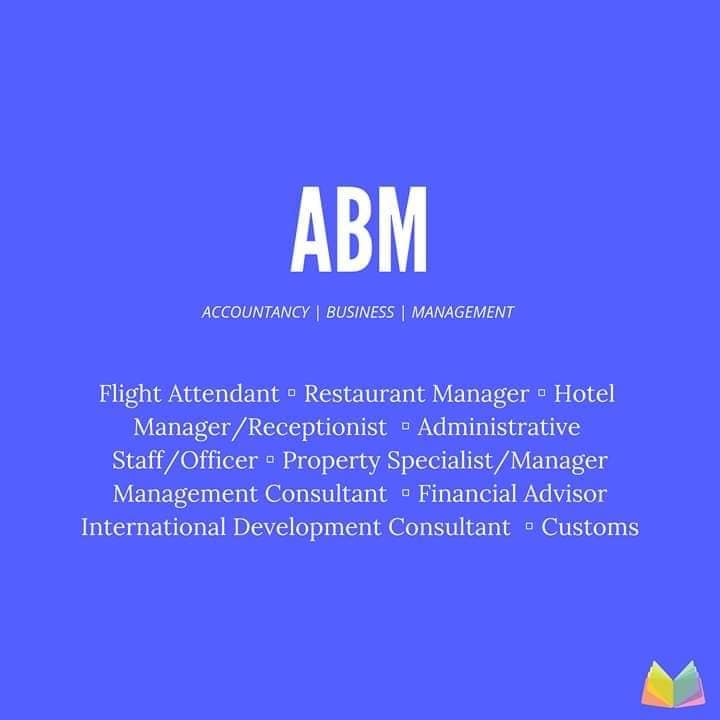 ABM
ACCOUNTANCY | BUSINESS | MANAGEMENT
Flight Attendant ▫ Restaurant Manager ▫ Hotel
Manager/Receptionist ▫ Administrative
Staff/Officer ▫ Property Specialist/Manager
Management Consultant ▫ Financial Advisor
International Development Consultant ▫ Customs